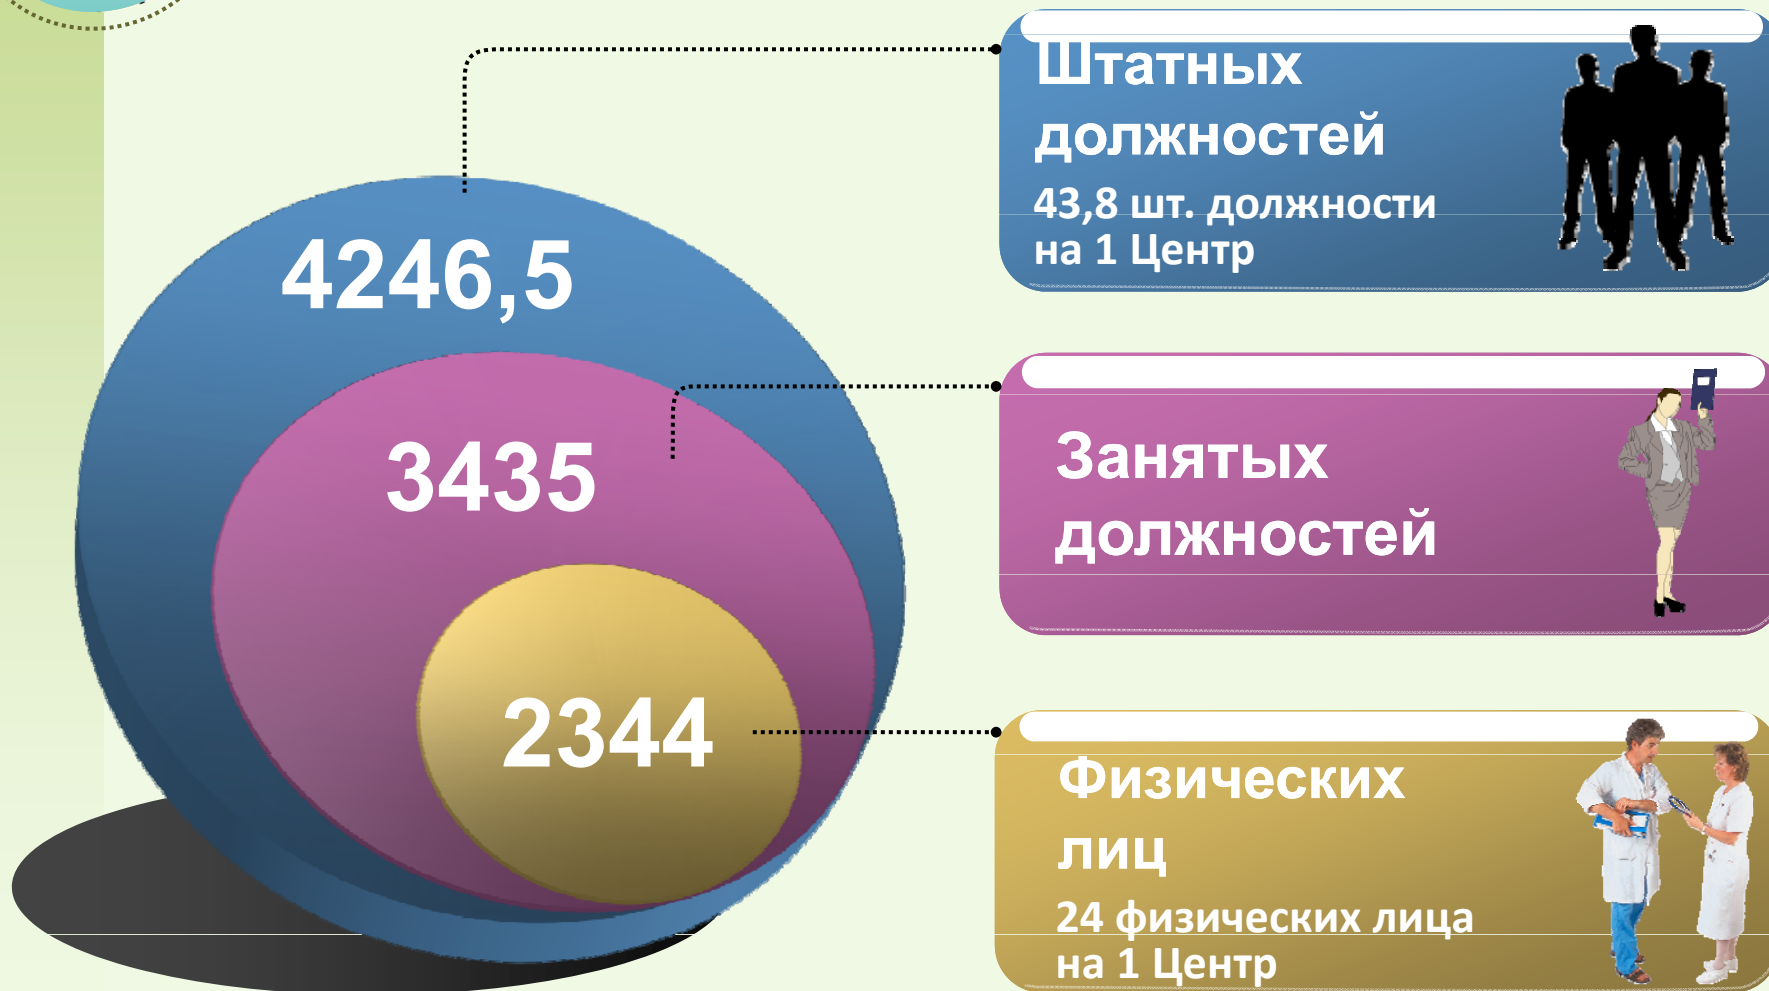 4246,5
3435
2344
Штатных
должностей
43,8 шт. должности
на 1 Центр
Занятых
должностей
Физических
лиц
24 физических лица
на 1 Центр